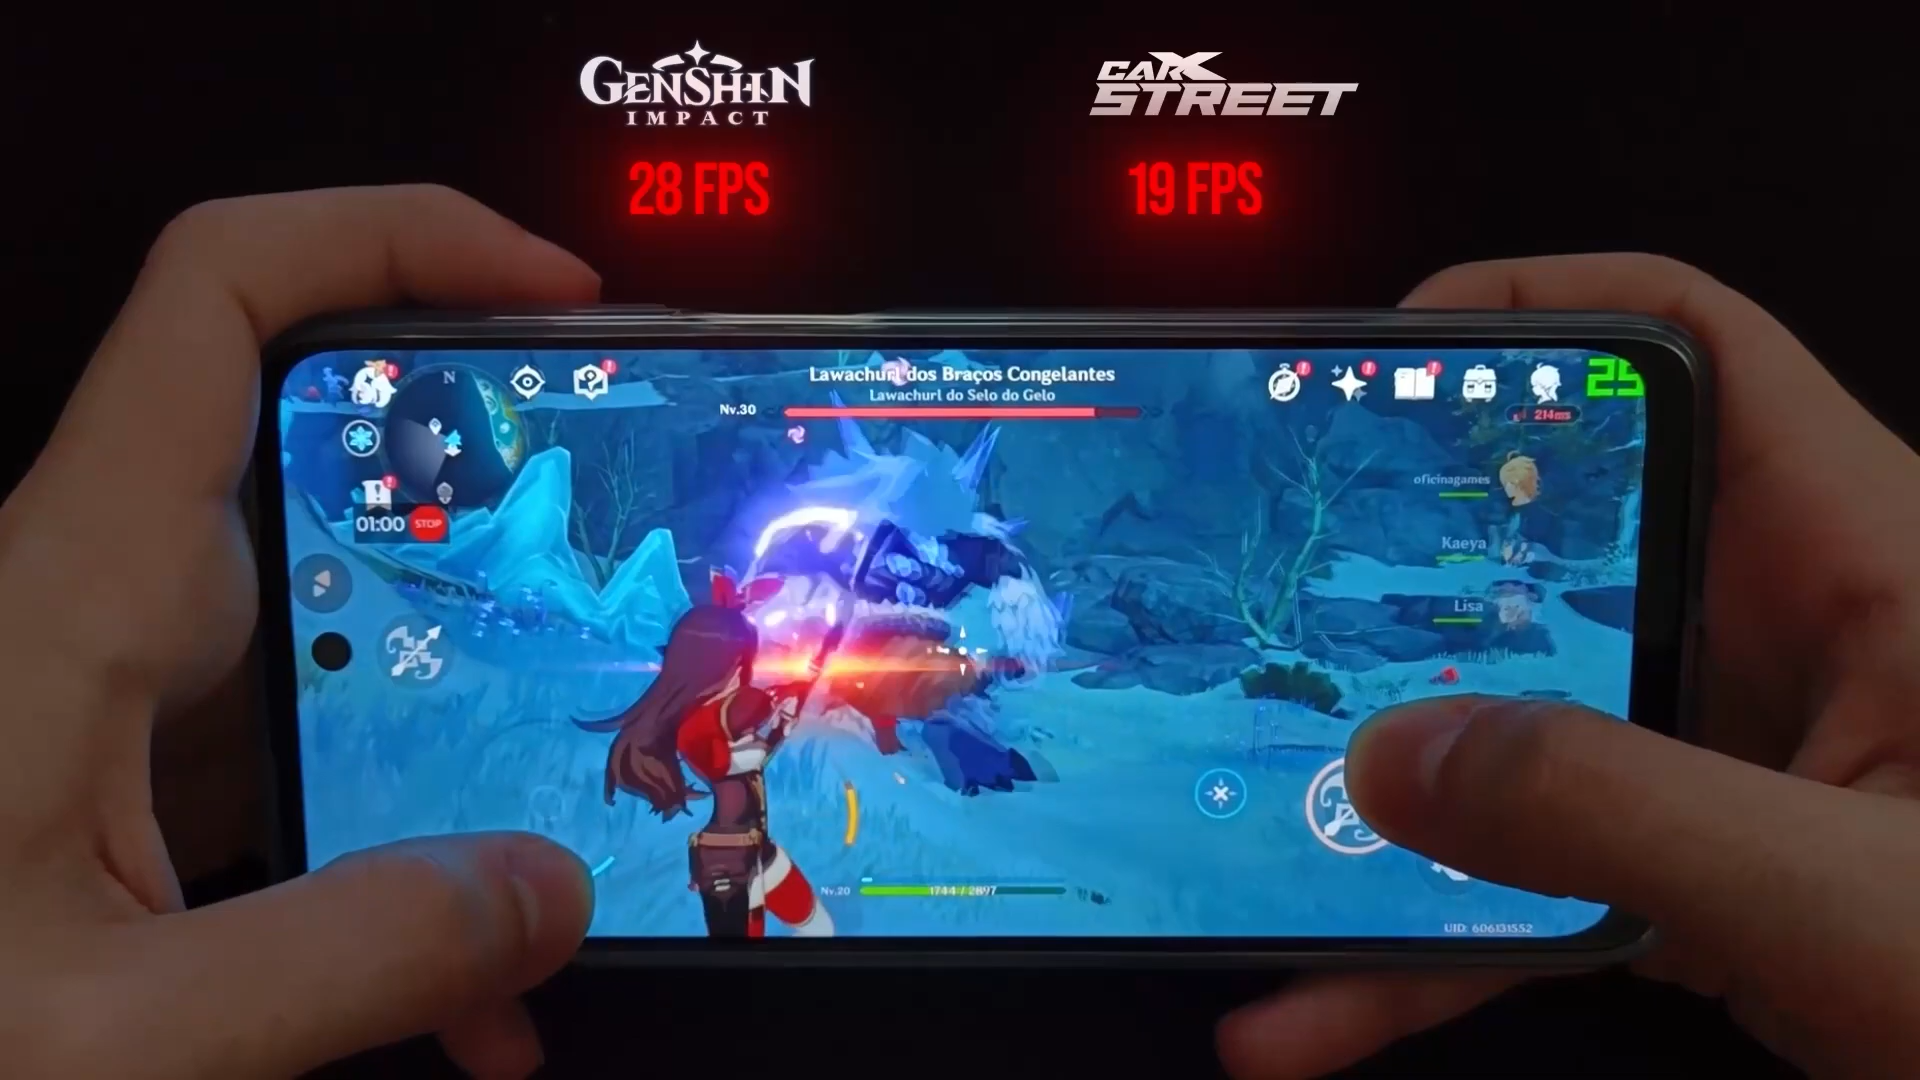 GENSHIN
IMPACT
CARX
STREET
28 FPS
19 FPS
N
Lawachurl dos Braços Congelantes
Lawachurl do Selo do Gelo
Nv.30
25
214ms
oficinagames
01:00 STOP
Kaeya
Lisa
Nv.20
1744 / 2897
UID: 606131552